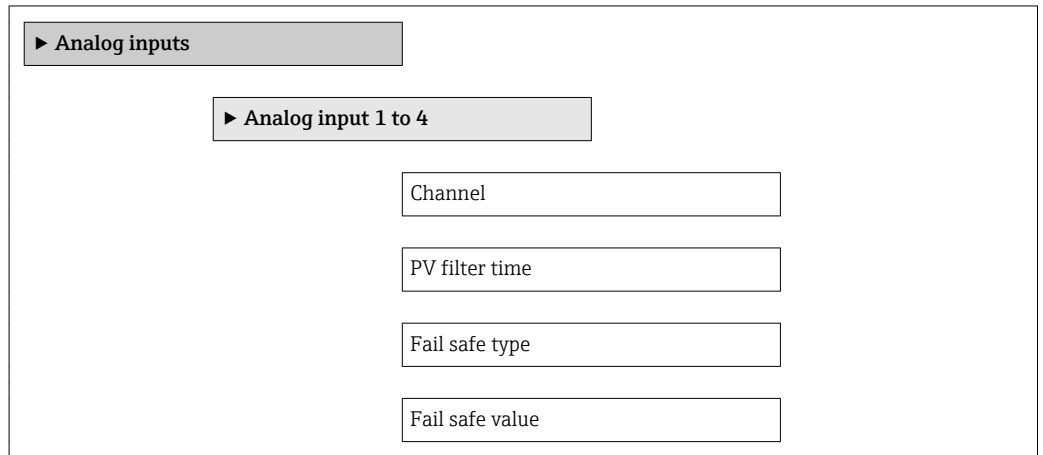 ▶ Analog inputs
▶ Analog input 1 to 4
Channel
PV filter time
Fail safe type
Fail safe value